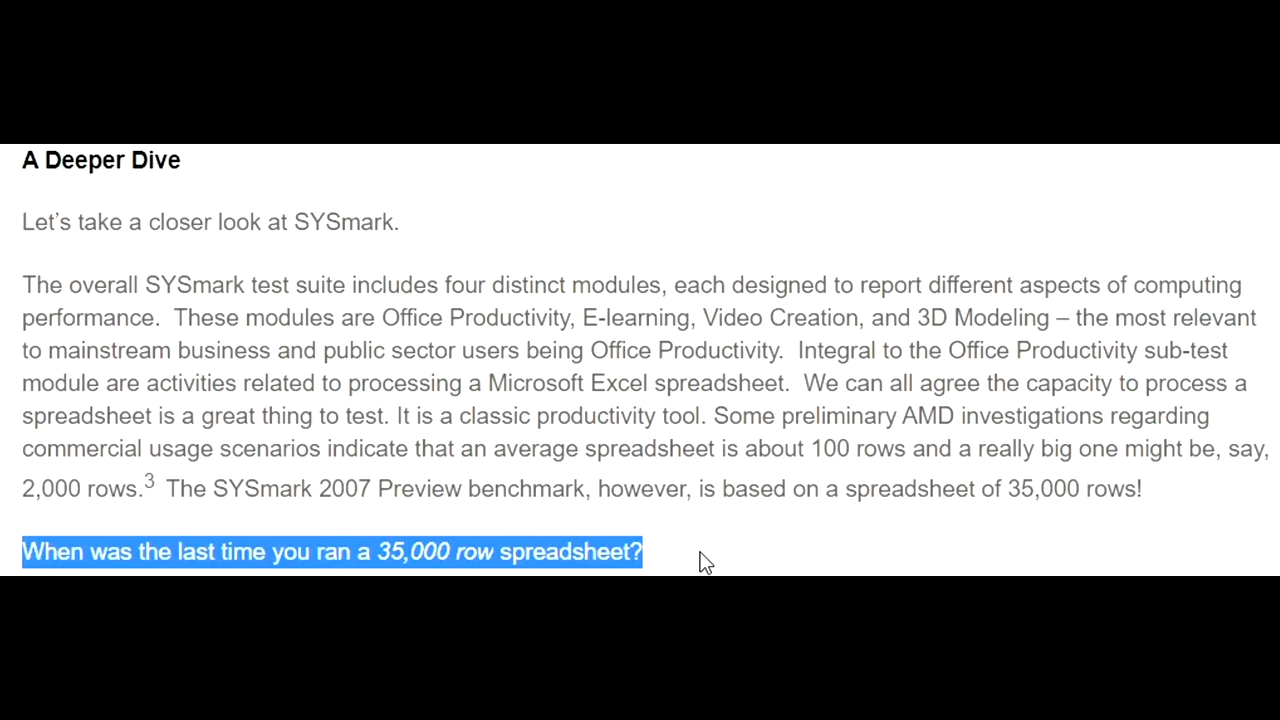 A Deeper Dive
Let’s take a closer look at SYSmark.
The overall SYSmark test suite includes four distinct modules, each designed to report different aspects of computing
performance.  These modules are Office Productivity, E-learning, Video Creation, and 3D Modeling – the most relevant
to mainstream business and public sector users being Office Productivity.  Integral to the Office Productivity sub-test
module are activities related to processing a Microsoft Excel spreadsheet.  We can all agree the capacity to process a
spreadsheet is a great thing to test. It is a classic productivity tool. Some preliminary AMD investigations regarding
commercial usage scenarios indicate that an average spreadsheet is about 100 rows and a really big one might be, say,
2,000 rows.3  The SYSmark 2007 Preview benchmark, however, is based on a spreadsheet of 35,000 rows!
When was the last time you ran a 35,000 row spreadsheet?